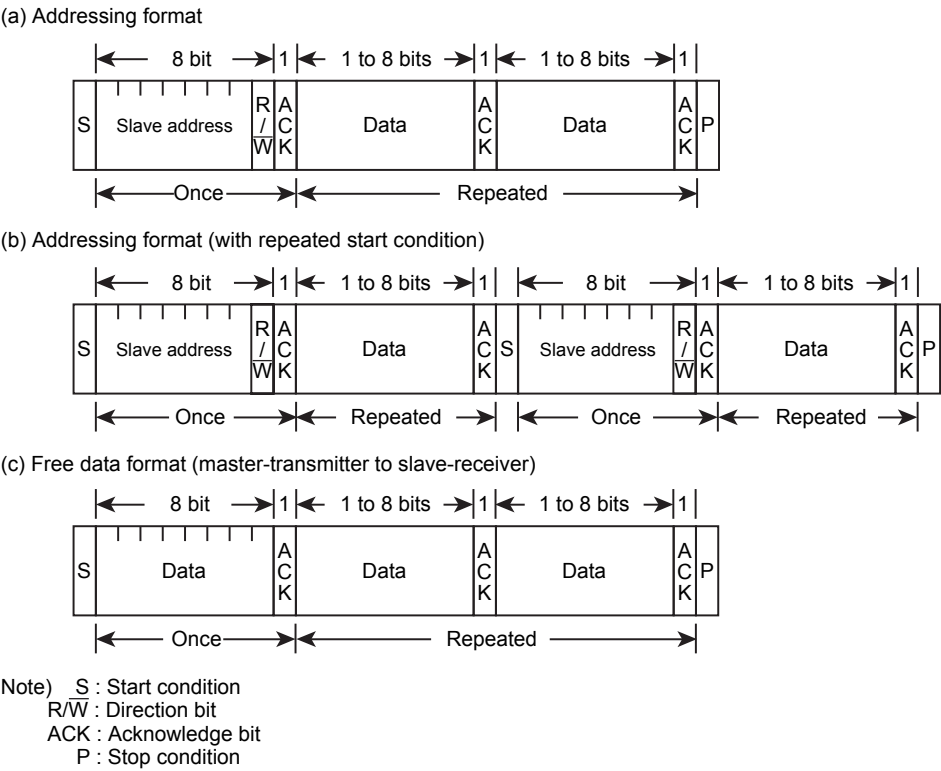 (a) Addressing format
8 bit 1 1 to 8 bits 1 1 to 8 bits 1
S Slave address R/W̅ ACK Data ACK Data ACK P
Once Repeated
(b) Addressing format (with repeated start condition)
8 bit 1 1 to 8 bits 1 8 bit 1 1 to 8 bits 1
S Slave address R/W̅ ACK Data ACK S Slave address R/W̅ ACK Data ACK P
Once Repeated Once Repeated
(c) Free data format (master-transmitter to slave-receiver)
8 bit 1 1 to 8 bits 1 1 to 8 bits 1
S Data ACK Data ACK Data ACK P
Once Repeated
Note) S : Start condition
R/W̅ : Direction bit
ACK : Acknowledge bit
P : Stop condition